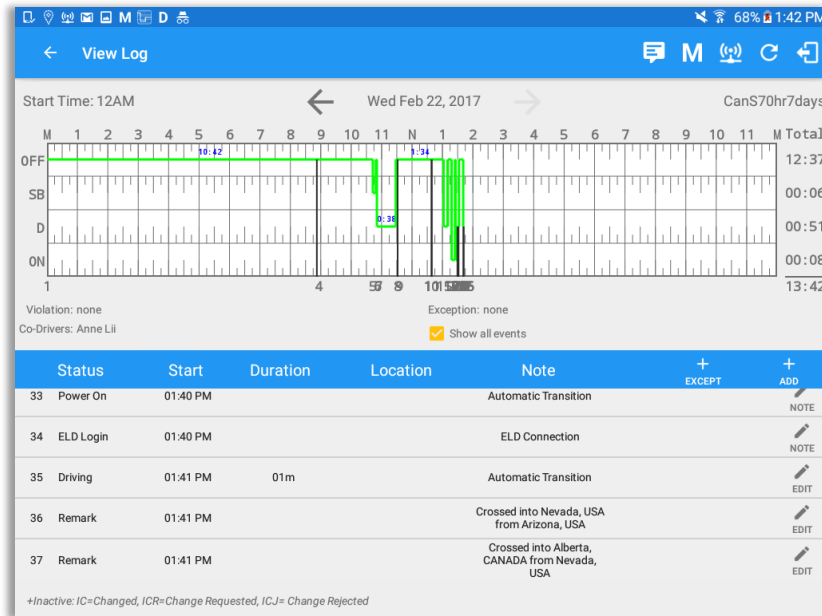 M D 68% 1:42 PM
View Log M
Start Time: 12AM Wed Feb 22, 2017 CanS70hr7days
M 1 2 3 4 5 6 7 8 9 10 11 N 1 2 3 4 5 6 7 8 9 10 11 M Total
10:42 1:34
OFF 12:37
SB 00:06
0:38
D 00:51
ON 00:08
1 4 13:42
Violation: none Exception: none
Co-Drivers: Anne Lii
Show all events
Status Start Duration Location Note + EXCEPT + ADD
33 Power On 01:40 PM Automatic Transition NOTE
34 ELD Login 01:40 PM ELD Connection NOTE
35 Driving 01:41 PM 01m Automatic Transition EDIT
36 Remark 01:41 PM Crossed into Nevada, USA
from Arizona, USA EDIT
37 Remark 01:41 PM Crossed into Alberta,
CANADA from Nevada,
USA EDIT
+Inactive: IC=Changed, ICR=Change Requested, ICJ= Change Rejected